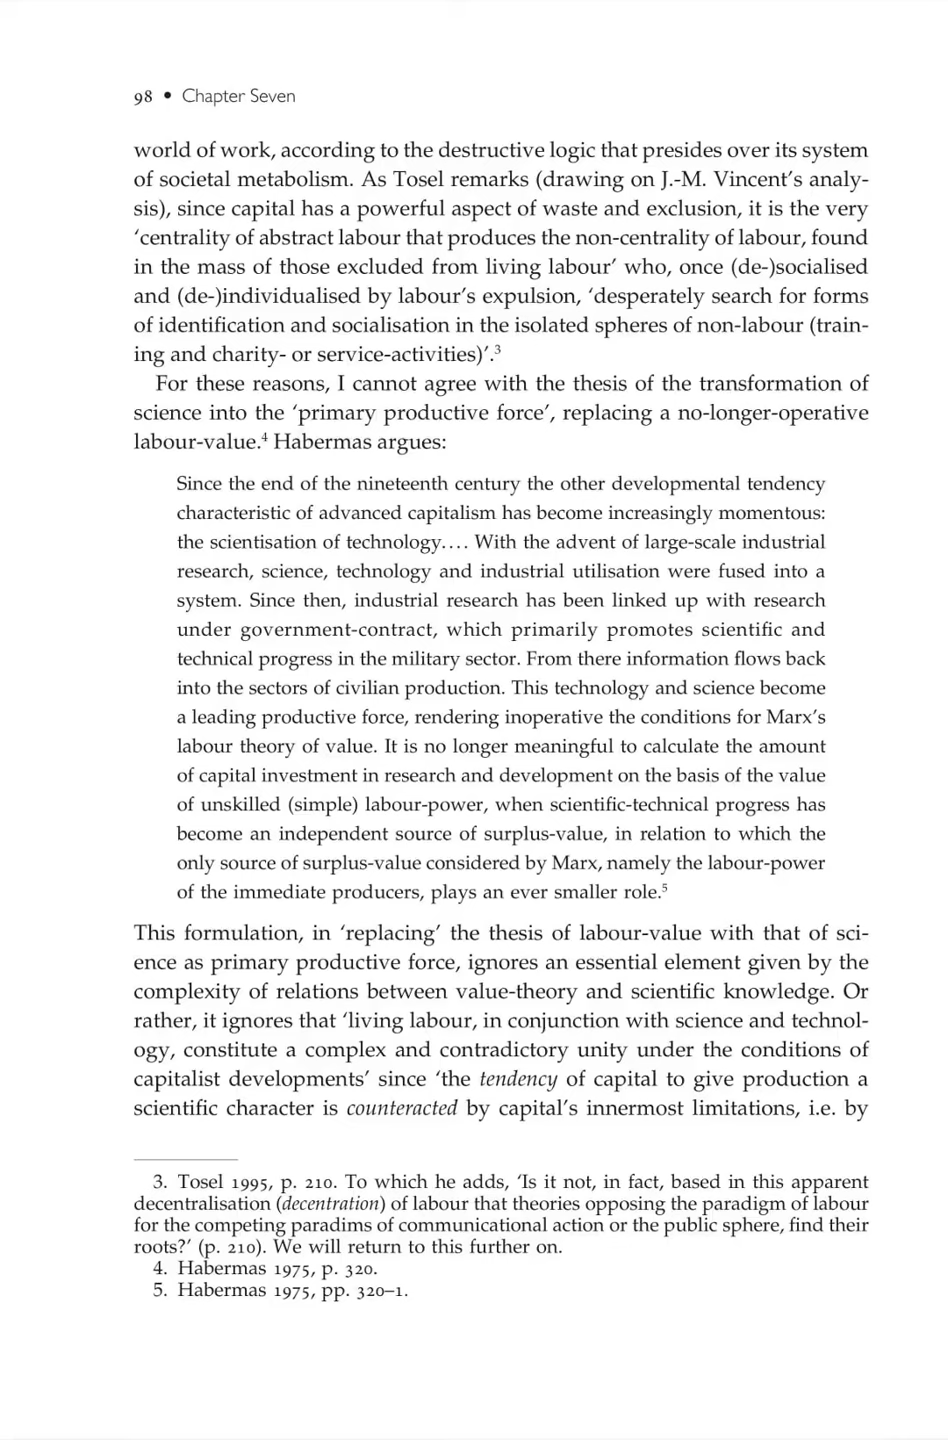 98 • Chapter Seven
world of work, according to the destructive logic that presides over its system
of societal metabolism. As Tosel remarks (drawing on J.-M. Vincent’s analy-
sis), since capital has a powerful aspect of waste and exclusion, it is the very
‘centrality of abstract labour that produces the non-centrality of labour, found
in the mass of those excluded from living labour’ who, once (de-)socialised
and (de-)individualised by labour’s expulsion, ‘desperately search for forms
of identification and socialisation in the isolated spheres of non-labour (train-
ing and charity- or service-activities)’.³
For these reasons, I cannot agree with the thesis of the transformation of
science into the ‘primary productive force’, replacing a no-longer-operative
labour-value.⁴ Habermas argues:
Since the end of the nineteenth century the other developmental tendency
characteristic of advanced capitalism has become increasingly momentous:
the scientisation of technology.… With the advent of large-scale industrial
research, science, technology and industrial utilisation were fused into a
system. Since then, industrial research has been linked up with research
under government-contract, which primarily promotes scientific and
technical progress in the military sector. From there information flows back
into the sectors of civilian production. This technology and science become
a leading productive force, rendering inoperative the conditions for Marx’s
labour theory of value. It is no longer meaningful to calculate the amount
of capital investment in research and development on the basis of the value
of unskilled (simple) labour-power, when scientific-technical progress has
become an independent source of surplus-value, in relation to which the
only source of surplus-value considered by Marx, namely the labour-power
of the immediate producers, plays an ever smaller role.⁵
This formulation, in ‘replacing’ the thesis of labour-value with that of sci-
ence as primary productive force, ignores an essential element given by the
complexity of relations between value-theory and scientific knowledge. Or
rather, it ignores that ‘living labour, in conjunction with science and technol-
ogy, constitute a complex and contradictory unity under the conditions of
capitalist developments’ since ‘the tendency of capital to give production a
scientific character is counteracted by capital’s innermost limitations, i.e. by
3. Tosel 1995, p. 210. To which he adds, ‘Is it not, in fact, based in this apparent
decentralisation (decentration) of labour that theories opposing the paradigm of labour
for the competing paradims of communicational action or the public sphere, find their
roots?’ (p. 210). We will return to this further on.
4. Habermas 1975, p. 320.
5. Habermas 1975, pp. 320–1.